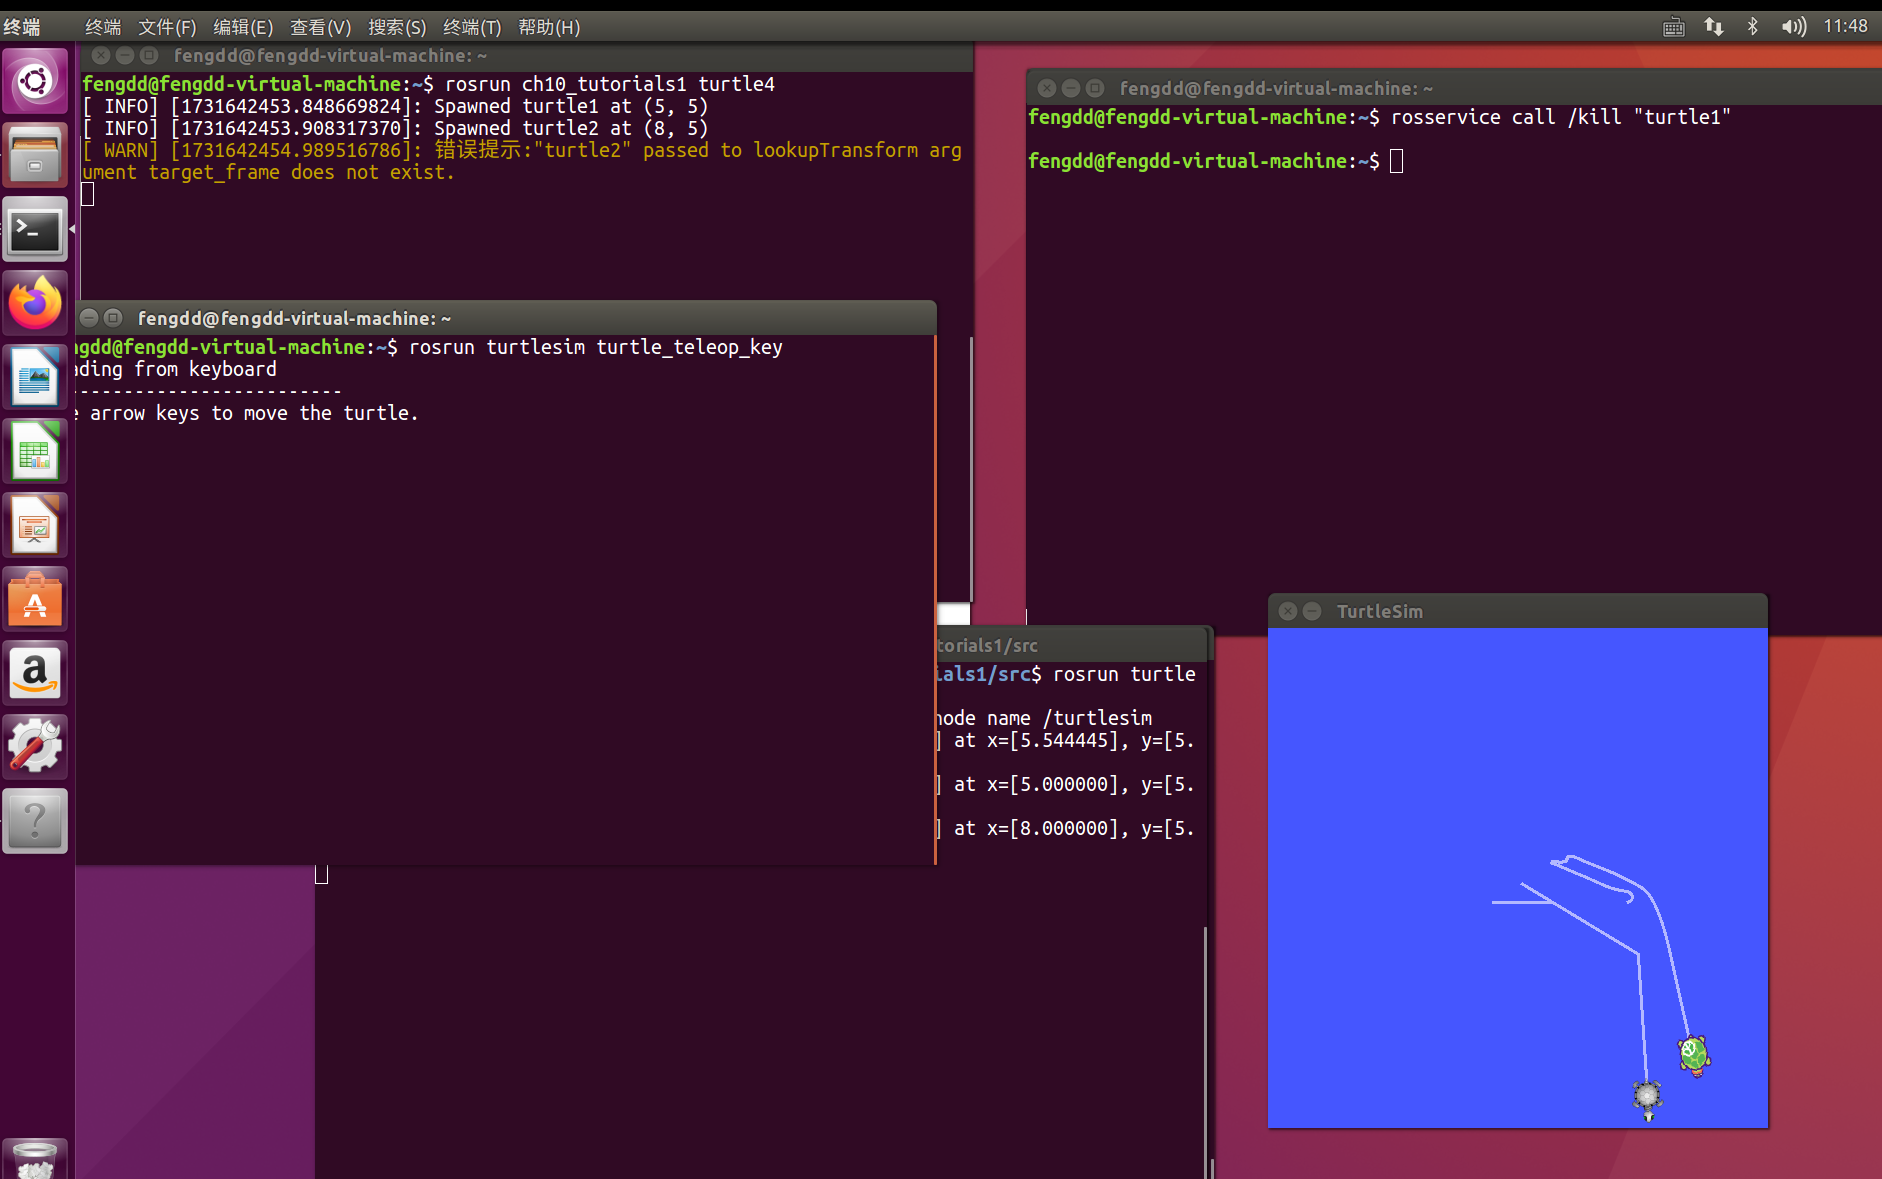 终端 终端 文件(F) 编辑(E) 查看(V) 搜索(S) 终端(T) 帮助(H) 11:48
fengdd@fengdd-virtual-machine: ~
fengdd@fengdd-virtual-machine:~$ rosrun ch10_tutorials1 turtle4
[ INFO] [1731642453.848669824]: Spawned turtle1 at (5, 5)
[ INFO] [1731642453.908317370]: Spawned turtle2 at (8, 5)
[ WARN] [1731642454.989516786]: 错误提示:"turtle2" passed to lookupTransform arg
ument target_frame does not exist.
fengdd@fengdd-virtual-machine: ~
fengdd@fengdd-virtual-machine:~$ rosservice call /kill "turtle1"
fengdd@fengdd-virtual-machine:~$
fengdd@fengdd-virtual-machine: ~
ngdd@fengdd-virtual-machine:~$ rosrun turtlesim turtle_teleop_key
ading from keyboard
-------------------------
e arrow keys to move the turtle.
torials1/src
ials1/src$ rosrun turtle
node name /turtlesim
] at x=[5.544445], y=[5.
] at x=[5.000000], y=[5.
] at x=[8.000000], y=[5.
TurtleSim